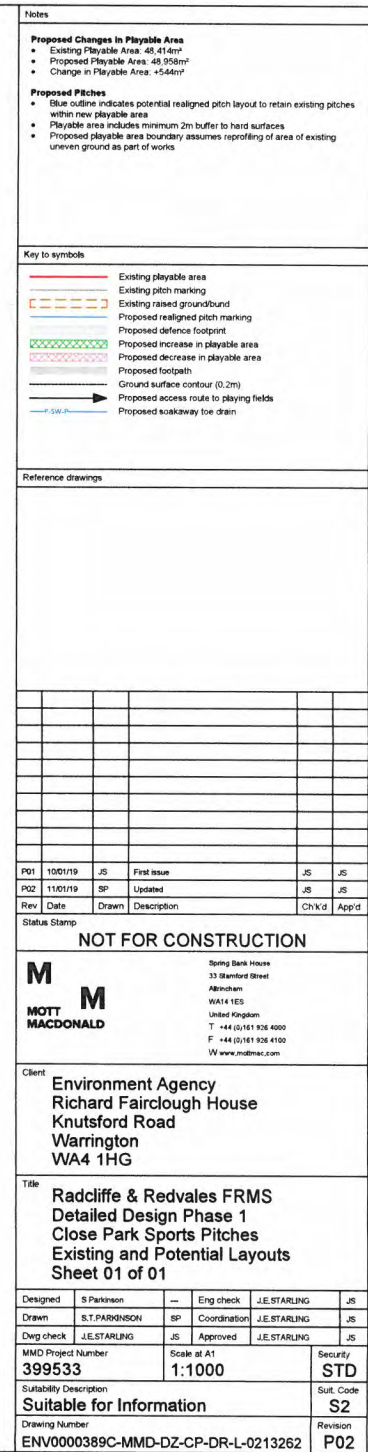 Notes
Proposed Changes in Playable Area
• Existing Playable Area: 48,414m²
• Proposed Playable Area: 48,958m²
• Change in Playable Area: +544m²
Proposed Pitches
• Blue outline indicates potential realigned pitch layout to retain existing pitches
within new playable area
• Playable area includes minimum 2m buffer to hard surfaces
• Proposed playable area boundary assumes reprofiling of area of existing
uneven ground as part of works
Key to symbols
Existing playable area
Existing pitch marking
Existing raised ground/bund
Proposed realigned pitch marking
Proposed defence footprint
Proposed increase in playable area
Proposed decrease in playable area
Proposed footpath
Ground surface contour (0.2m)
Proposed access route to playing fields
P-SW-P Proposed soakaway toe drain
Reference drawings
P01 10/01/19 JS First issue JS JS
P02 11/01/19 SP Updated JS JS
Rev Date Drawn Description Ch'k'd App'd
Status Stamp
NOT FOR CONSTRUCTION
M M
MOTT
MACDONALD
Spring Bank House
33 Stamford Street
Altrincham
WA14 1ES
United Kingdom
T +44 (0)161 926 4000
F +44 (0)161 926 4100
W www.mottmac.com
Client
Environment Agency
Richard Fairclough House
Knutsford Road
Warrington
WA4 1HG
Title
Radcliffe & Redvales FRMS
Detailed Design Phase 1
Close Park Sports Pitches
Existing and Potential Layouts
Sheet 01 of 01
Designed S Parkinson — Eng check J.E.STARLING JS
Drawn S.T.PARKINSON SP Coordination J.E.STARLING JS
Dwg check J.E.STARLING JS Approved J.E.STARLING JS
MMD Project Number Scale at A1 Security
399533 1:1000 STD
Suitability Description Suit. Code
Suitable for Information S2
Drawing Number Revision
ENV0000389C-MMD-DZ-CP-DR-L-0213262 P02